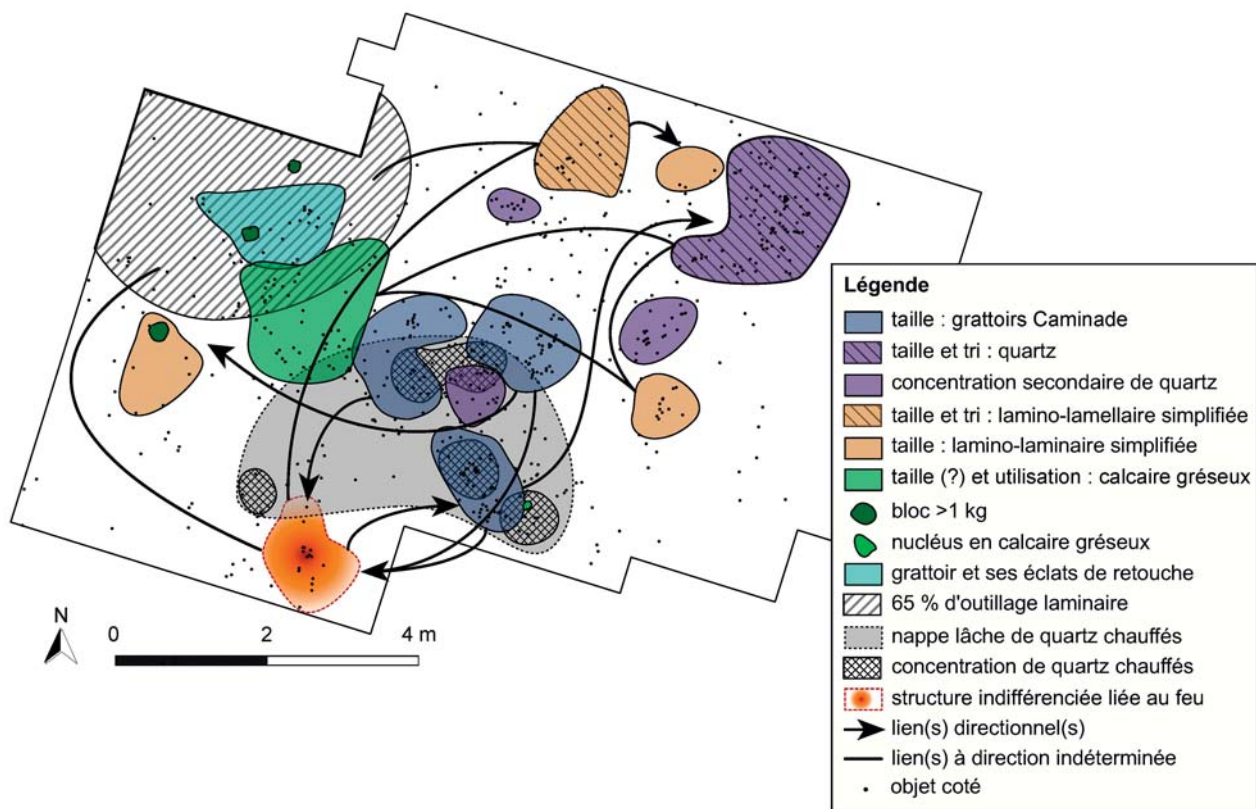 Légende
taille : grattoirs Caminade
taille et tri : quartz
concentration secondaire de quartz
taille et tri : lamino-lamellaire simplifiée
taille : lamino-laminaire simplifiée
taille (?) et utilisation : calcaire gréseux
bloc >1 kg
nucléus en calcaire gréseux
grattoir et ses éclats de retouche
65 % d'outillage laminaire
nappe lâche de quartz chauffés
concentration de quartz chauffés
structure indifférenciée liée au feu
lien(s) directionnel(s)
lien(s) à direction indéterminée
objet coté
N
0 2 4 m